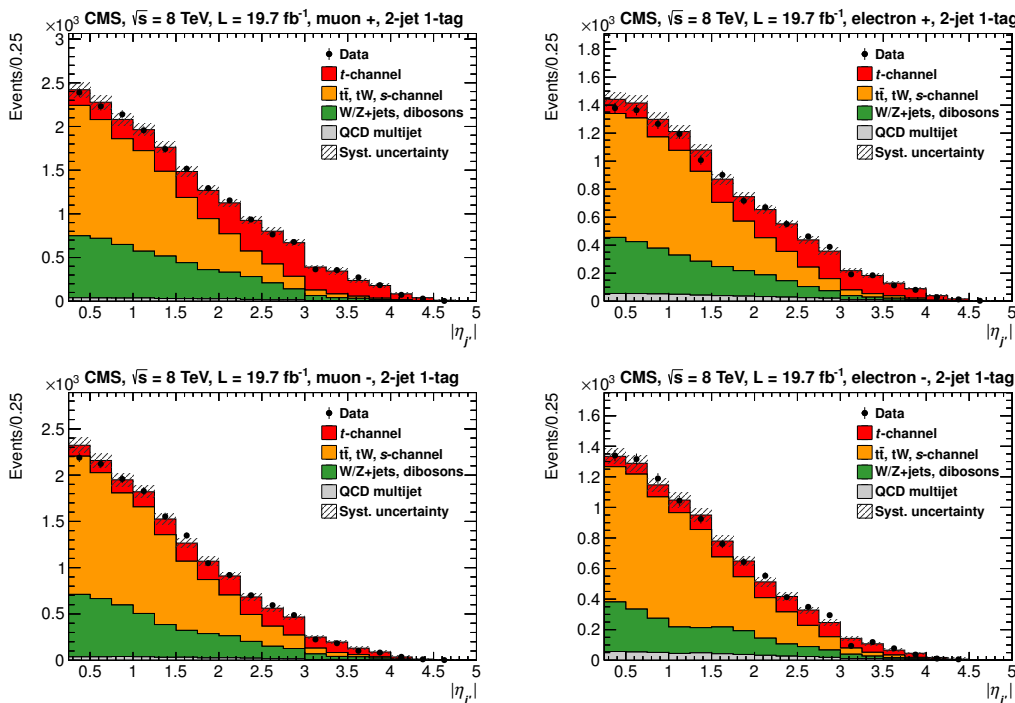 ×10³ CMS, √s = 8 TeV, L = 19.7 fb⁻¹, muon +, 2-jet 1-tag
Events/0.25
3
2.5
2
1.5
1
0.5
0
Data
t-channel
tt̄, tW, s-channel
W/Z+jets, dibosons
QCD multijet
Syst. uncertainty
0.5 1 1.5 2 2.5 3 3.5 4 4.5 5
|η_j'|
×10³ CMS, √s = 8 TeV, L = 19.7 fb⁻¹, electron +, 2-jet 1-tag
Events/0.25
1.8
1.6
1.4
1.2
1
0.8
0.6
0.4
0.2
0
Data
t-channel
tt̄, tW, s-channel
W/Z+jets, dibosons
QCD multijet
Syst. uncertainty
0.5 1 1.5 2 2.5 3 3.5 4 4.5 5
|η_j'|
×10³ CMS, √s = 8 TeV, L = 19.7 fb⁻¹, muon -, 2-jet 1-tag
Events/0.25
2.5
2
1.5
1
0.5
0
Data
t-channel
tt̄, tW, s-channel
W/Z+jets, dibosons
QCD multijet
Syst. uncertainty
0.5 1 1.5 2 2.5 3 3.5 4 4.5 5
|η_j'|
×10³ CMS, √s = 8 TeV, L = 19.7 fb⁻¹, electron -, 2-jet 1-tag
Events/0.25
1.6
1.4
1.2
1
0.8
0.6
0.4
0.2
0
Data
t-channel
tt̄, tW, s-channel
W/Z+jets, dibosons
QCD multijet
Syst. uncertainty
0.5 1 1.5 2 2.5 3 3.5 4 4.5 5
|η_j'|